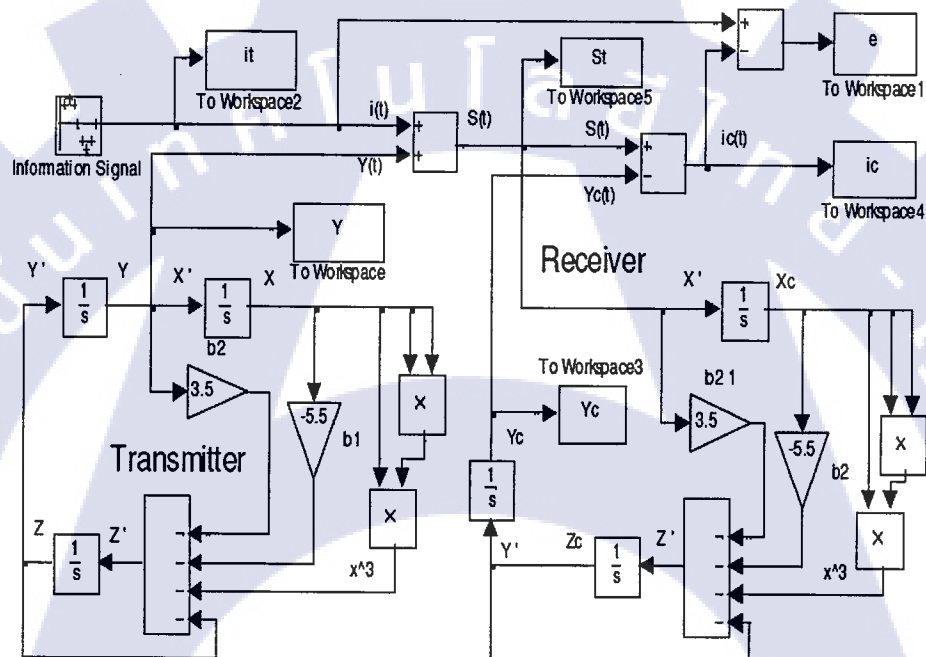 it
To Workspace2
Information Signal
i(t)
+
+
Y(t)
S(t)
St
To Workspace5
S(t)
+
−
Yc(t)
+
−
e
To Workspace1
ic(t)
ic
To Workspace4
Y
To Workspace
Receiver
Y'
1
s
Y
X'
1
s
X
b2
3.5
-5.5
b1
X
X
x^3
Transmitter
Z
1
s
Z'
−
−
−
−
To Workspace3
Yc
Yc
1
s
Y'
X'
1
s
Xc
b2 1
3.5
-5.5
b2
X
X
x^3
Zc
1
s
Z'
−
−
−
−